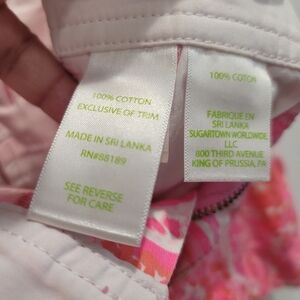 100% COTTON
EXCLUSIVE OF TRIM
MADE IN SRI LANKA
RN#88189
SEE REVERSE
FOR CARE
100% COTON
FABRIQUE EN
SRI LANKA
SUGARTOWN WORLDWIDE
LLC
800 THIRD AVENUE
KING OF PRUSSIA, PA